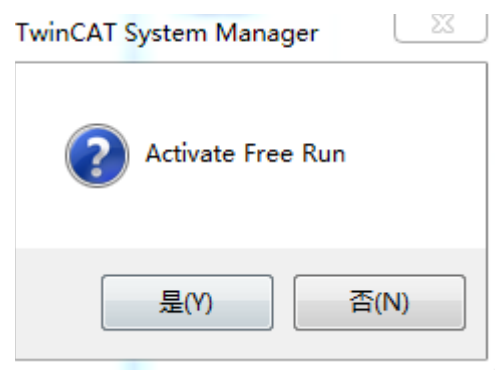 TwinCAT System Manager
Activate Free Run
是(Y)
否(N)